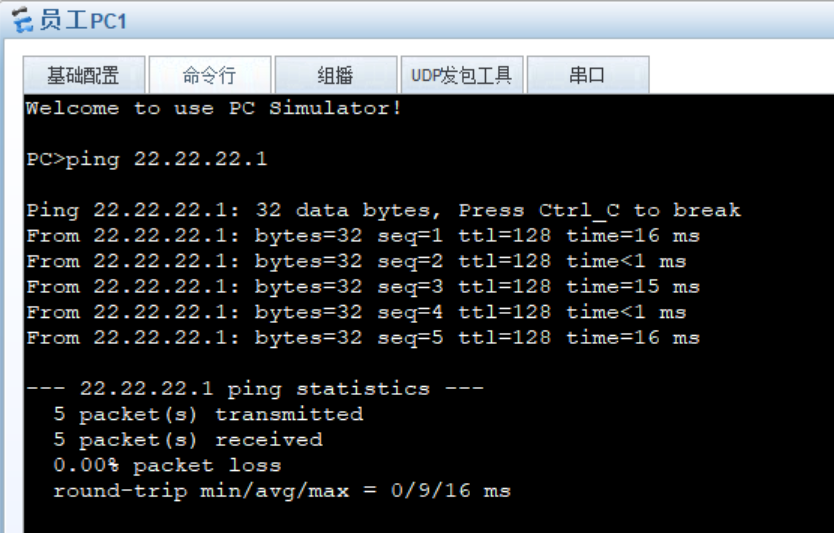 员工PC1
基础配置 命令行 组播 UDP发包工具 串口
Welcome to use PC Simulator!
PC>ping 22.22.22.1
Ping 22.22.22.1: 32 data bytes, Press Ctrl_C to break
From 22.22.22.1: bytes=32 seq=1 ttl=128 time=16 ms
From 22.22.22.1: bytes=32 seq=2 ttl=128 time<1 ms
From 22.22.22.1: bytes=32 seq=3 ttl=128 time=15 ms
From 22.22.22.1: bytes=32 seq=4 ttl=128 time<1 ms
From 22.22.22.1: bytes=32 seq=5 ttl=128 time=16 ms
--- 22.22.22.1 ping statistics ---
5 packet(s) transmitted
5 packet(s) received
0.00% packet loss
round-trip min/avg/max = 0/9/16 ms